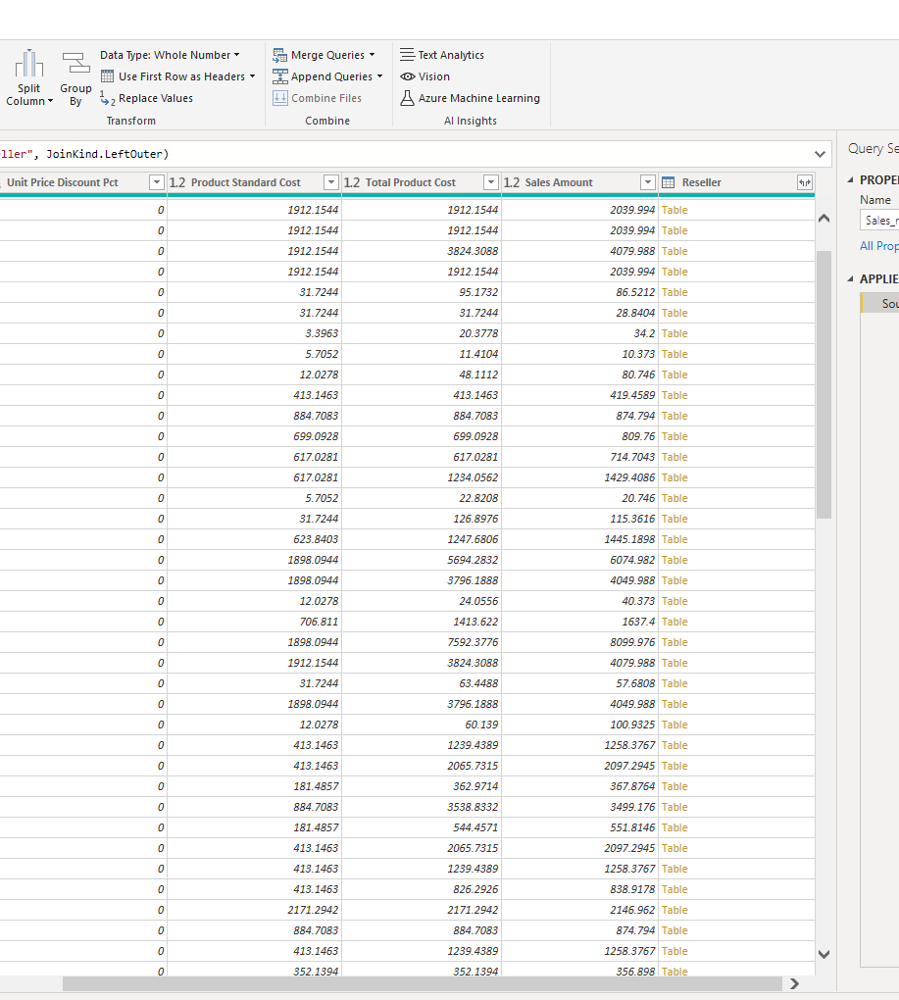 Data Type: Whole Number
Merge Queries
Text Analytics
Split Column
Group By
Use First Row as Headers
Append Queries
Vision
1 2 Replace Values
Combine Files
Azure Machine Learning
Transform
Combine
AI Insights
ller", JoinKind.LeftOuter)
Query Se
Unit Price Discount Pct 1.2 Product Standard Cost 1.2 Total Product Cost 1.2 Sales Amount Reseller
PROPE
Name
Sales_r
All Prop
APPLIE
Sou
0 1912.1544 1912.1544 2039.994 Table
0 1912.1544 1912.1544 2039.994 Table
0 1912.1544 3824.3088 4079.988 Table
0 1912.1544 1912.1544 2039.994 Table
0 31.7244 95.1732 86.5212 Table
0 31.7244 31.7244 28.8404 Table
0 3.3963 20.3778 34.2 Table
0 5.7052 11.4104 10.373 Table
0 12.0278 48.1112 80.746 Table
0 413.1463 413.1463 419.4589 Table
0 884.7083 884.7083 874.794 Table
0 699.0928 699.0928 809.76 Table
0 617.0281 617.0281 714.7043 Table
0 617.0281 1234.0562 1429.4086 Table
0 5.7052 22.8208 20.746 Table
0 31.7244 126.8976 115.3616 Table
0 623.8403 1247.6806 1445.1898 Table
0 1898.0944 5694.2832 6074.982 Table
0 1898.0944 3796.1888 4049.988 Table
0 12.0278 24.0556 40.373 Table
0 706.811 1413.622 1637.4 Table
0 1898.0944 7592.3776 8099.976 Table
0 1912.1544 3824.3088 4079.988 Table
0 31.7244 63.4488 57.6808 Table
0 1898.0944 3796.1888 4049.988 Table
0 12.0278 60.139 100.9325 Table
0 413.1463 1239.4389 1258.3767 Table
0 413.1463 2065.7315 2097.2945 Table
0 181.4857 362.9714 367.8764 Table
0 884.7083 3538.8332 3499.176 Table
0 181.4857 544.4571 551.8146 Table
0 413.1463 2065.7315 2097.2945 Table
0 413.1463 1239.4389 1258.3767 Table
0 413.1463 826.2926 838.9178 Table
0 2171.2942 2171.2942 2146.962 Table
0 884.7083 884.7083 874.794 Table
0 413.1463 1239.4389 1258.3767 Table
0 352.1394 352.1394 356.898 Table